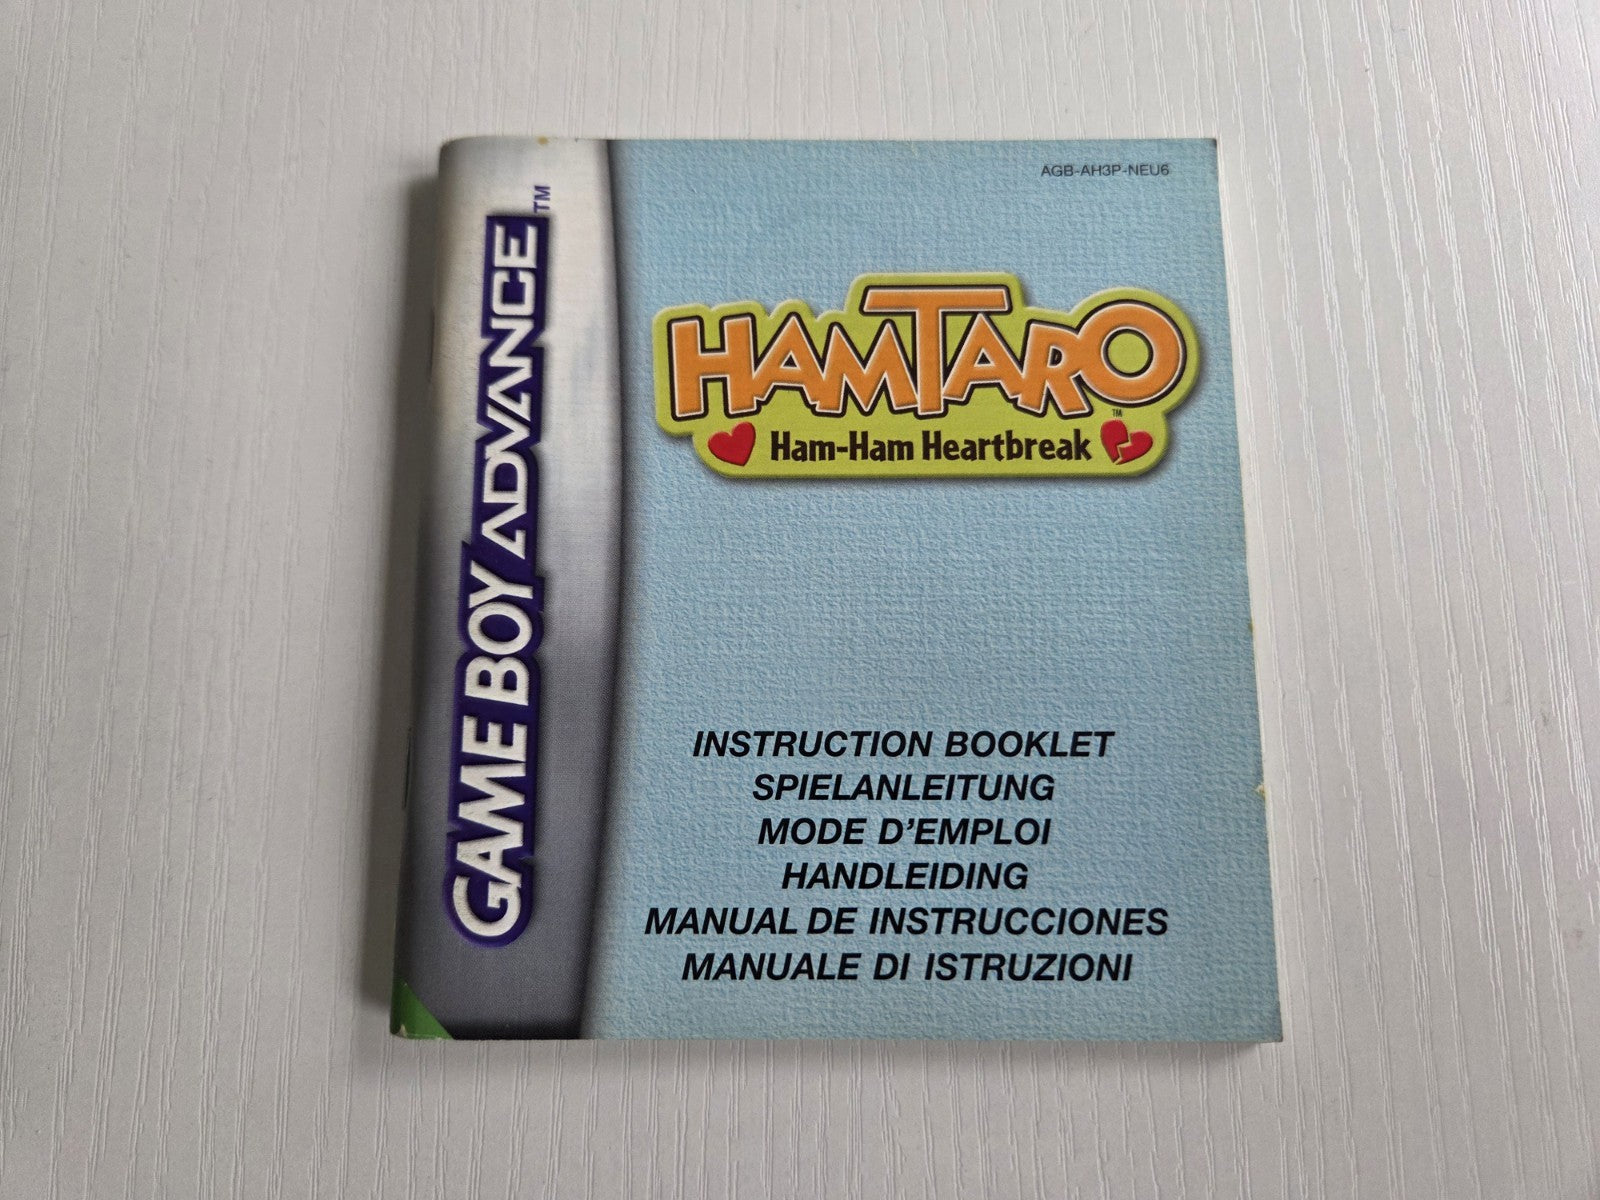 GAME BOY ADVANCE™
AGB-AH3P-NEU6
HAMTARO™
Ham-Ham Heartbreak
INSTRUCTION BOOKLET
SPIELANLEITUNG
MODE D'EMPLOI
HANDLEIDING
MANUAL DE INSTRUCCIONES
MANUALE DI ISTRUZIONI